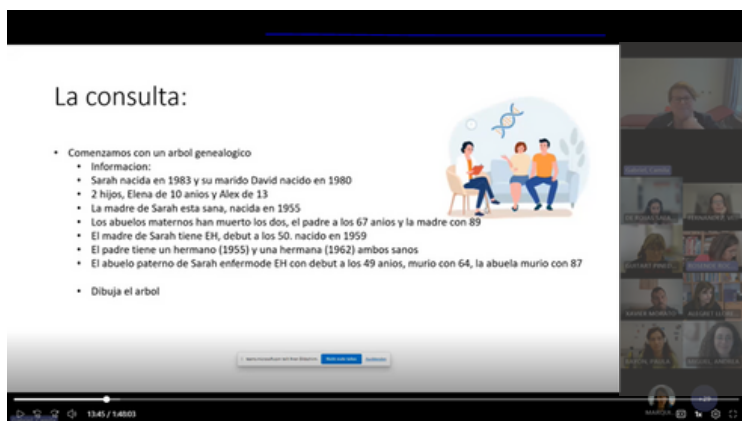 La consulta:
• Comenzamos con un arbol genealogico
• Informacion:
• Sarah nacida en 1983 y su marido David nacido en 1980
• 2 hijos, Elena de 10 anios y Alex de 13
• La madre de Sarah esta sana, nacida en 1955
• Los abuelos maternos han muerto los dos, el padre a los 67 anios y la madre con 89
• El madre de Sarah tiene EH, debut a los 50. nacido en 1959
• El padre tiene un hermano (1955) y una hermana (1962) ambos sanos
• El abuelo paterno de Sarah enfermode EH con debut a los 49 anios, murio con 64, la abuela murio con 87
• Dibuja el arbol
XAVIER MORATO
13:45 / 1:48:03
1x